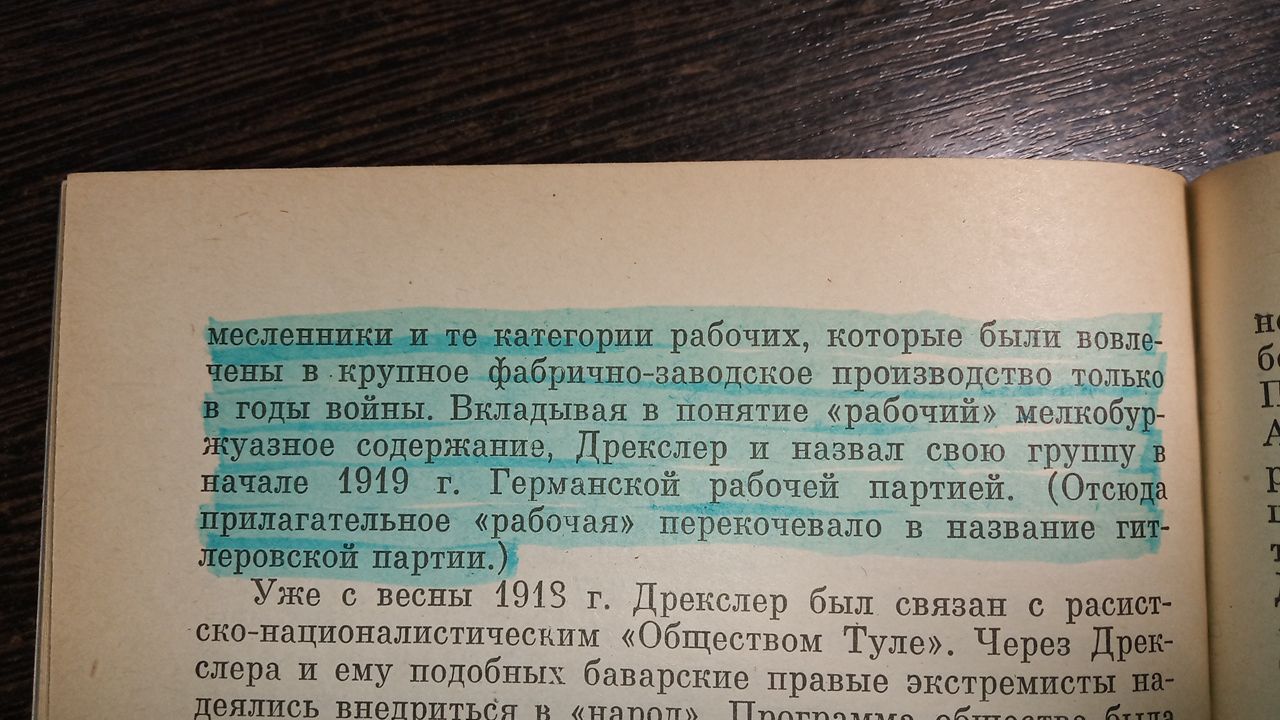 месленники и те категории рабочих, которые были вовле-
чены в крупное фабрично-заводское производство только
в годы войны. Вкладывая в понятие «рабочий» мелкобур-
жуазное содержание, Дрекслер и назвал свою группу в
начале 1919 г. Германской рабочей партией. (Отсюда
прилагательное «рабочая» перекочевало в название гит-
леровской партии.)
Уже с весны 1918 г. Дрекслер был связан с расист-
ско-националистическим «Обществом Туле». Через Дрек-
слера и ему подобных баварские правые экстремисты на-
деялись внедриться в «народ». Программа общества была